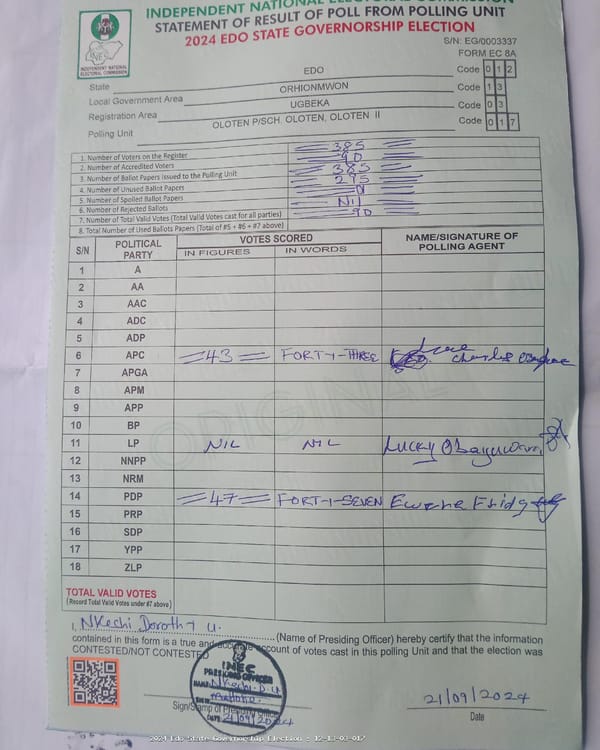 INDEPENDENT NATIONAL ELECTORAL COMMISSION
STATEMENT OF RESULT OF POLL FROM POLLING UNIT
2024 EDO STATE GOVERNORSHIP ELECTION
INEC
INDEPENDENT NATIONAL ELECTORAL COMMISSION
S/N: EG/0003337
FORM EC 8A
State EDO Code 0 1 2
Local Government Area ORHIONMWON Code 1 3
Registration Area UGBEKA Code 0 3
Polling Unit OLOTEN P/SCH. OLOTEN, OLOTEN II Code 0 1 7
1. Number of Voters on the Register 385
2. Number of Accredited Voters 90
3. Number of Ballot Papers issued to the Polling Unit 385
4. Number of Unused Ballot Papers 295
5. Number of Spoiled Ballot Papers
6. Number of Rejected Ballots Nil
7. Number of Total Valid Votes (Total Valid Votes cast for all parties) 90
8. Total Number of Used Ballots Papers (Total of #5 + #6 + #7 above)
S/N POLITICAL PARTY VOTES SCORED NAME/SIGNATURE OF POLLING AGENT
IN FIGURES IN WORDS
1 A
2 AA
3 AAC
4 ADC
5 ADP
6 APC =43= FORTY-THREE Charles
7 APGA
8 APM
9 APP
10 BP
11 LP NIL NIL Lucky Obayuwana
12 NNPP
13 NRM
14 PDP =47= FORTY-SEVEN
15 PRP
16 SDP
17 YPP
18 ZLP
TOTAL VALID VOTES
(Record Total Valid Votes under #7 above)
ORIGINAL
I, Nkechi Dorothy U. (Name of Presiding Officer) hereby certify that the information
contained in this form is a true and accurate account of votes cast in this polling Unit and that the election was
CONTESTED/NOT CONTESTED
INEC
PRESIDING OFFICER
NAME: Nkechi D. U
DATE: 21/09/2024
Sign/Stamp of Presiding Officer
21/09/2024
Date
2024 Edo State Governorship Election : 12-13-03-017